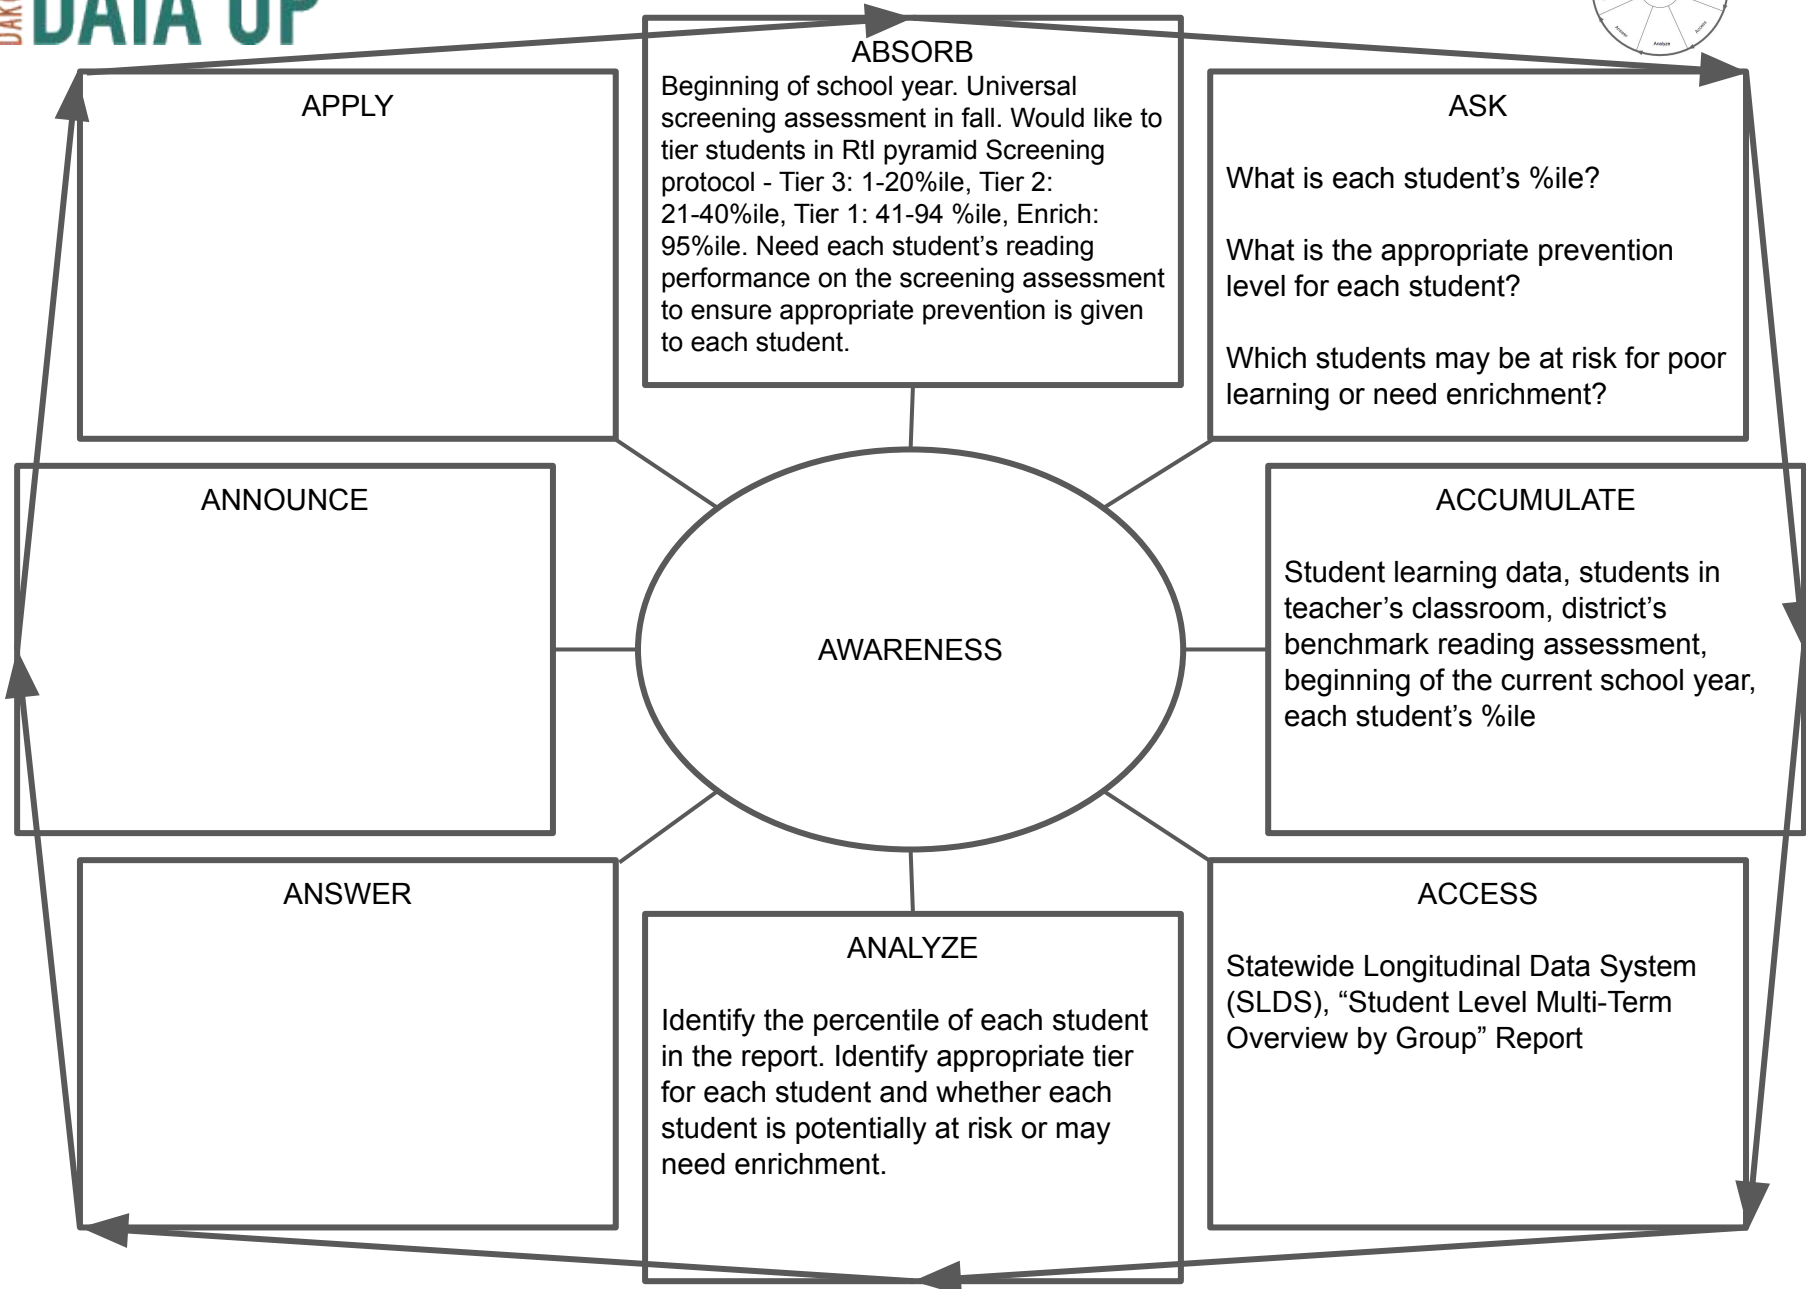 DATA UP
Analyze
ABSORB
Beginning of school year. Universal
screening assessment in fall. Would like to
tier students in RtI pyramid Screening
protocol - Tier 3: 1-20%ile, Tier 2:
21-40%ile, Tier 1: 41-94 %ile, Enrich:
95%ile. Need each student’s reading
performance on the screening assessment
to ensure appropriate prevention is given
to each student.
ASK
What is each student’s %ile?
What is the appropriate prevention
level for each student?
Which students may be at risk for poor
learning or need enrichment?
ACCUMULATE
Student learning data, students in
teacher’s classroom, district’s
benchmark reading assessment,
beginning of the current school year,
each student’s %ile
ACCESS
Statewide Longitudinal Data System
(SLDS), “Student Level Multi-Term
Overview by Group” Report
ANALYZE
Identify the percentile of each student
in the report. Identify appropriate tier
for each student and whether each
student is potentially at risk or may
need enrichment.
ANSWER
ANNOUNCE
APPLY
AWARENESS